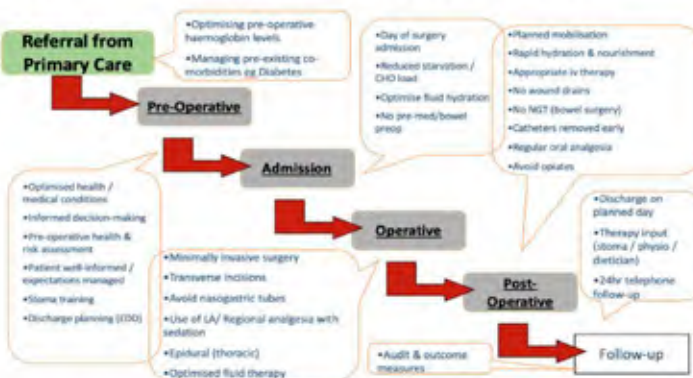 Referral from
Primary Care
•Optimising pre-operative
haemoglobin levels.
•Managing pre-existing co-
morbidities eg Diabetes
Pre-Operative
•Day of surgery
admission
•Reduced starvation /
CHO load
•Optimise fluid hydration
•No pre-med/bowel
preop
•Planned mobilisation
•Rapid hydration & nourishment
•Appropriate iv therapy
•No wound drains
•No NGT (bowel surgery)
•Catheters removed early
•Regular oral analgesia
•Avoid opiates
Admission
•Optimised health /
medical conditions
•Informed decision-making
•Pre-operative health &
risk assessment
•Patient well-informed /
expectations managed
•Stoma training
•Discharge planning (EDD)
Operative
•Minimally invasive surgery
•Transverse incisions
•Avoid nasogastric tubes
•Use of LA/ Regional analgesia with
sedation
•Epidural (thoracic)
•Optimised fluid therapy
Post-
Operative
•Discharge on
planned day
•Therapy input
(stoma / physio /
dietician)
•24hr telephone
follow-up
•Audit & outcome
measures
Follow-up